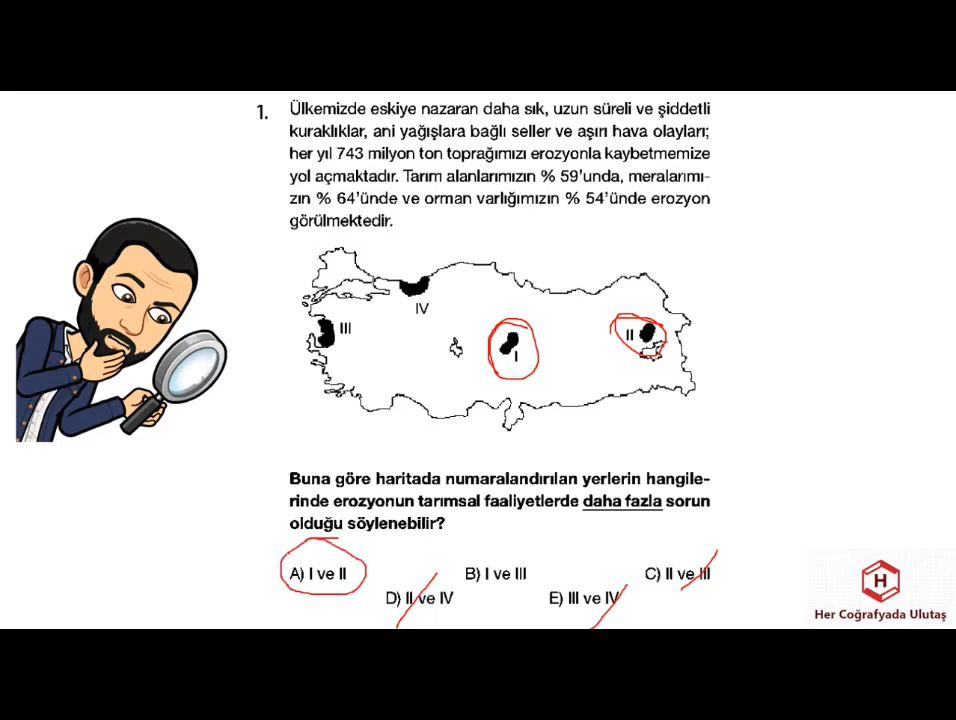 1. Ülkemizde eskiye nazaran daha sık, uzun süreli ve şiddetli
kuraklıklar, ani yağışlara bağlı seller ve aşırı hava olayları;
her yıl 743 milyon ton toprağımızı erozyonla kaybetmemize
yol açmaktadır. Tarım alanlarımızın % 59'unda, meralarımı-
zın % 64'ünde ve orman varlığımızın % 54'ünde erozyon
görülmektedir.
IV
III
II
I
Buna göre haritada numaralandırılan yerlerin hangile-
rinde erozyonun tarımsal faaliyetlerde daha fazla sorun
olduğu söylenebilir?
A) I ve II B) I ve III C) II ve III
D) II ve IV E) III ve IV
H
Her Coğrafyada Ulutaş